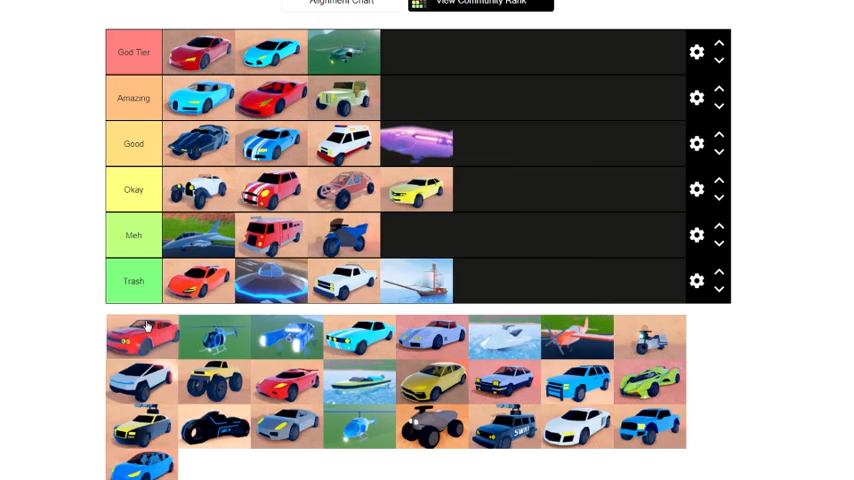 Alignment Chart
View Community Rank
God Tier
Amazing
Good
Okay
Meh
Trash